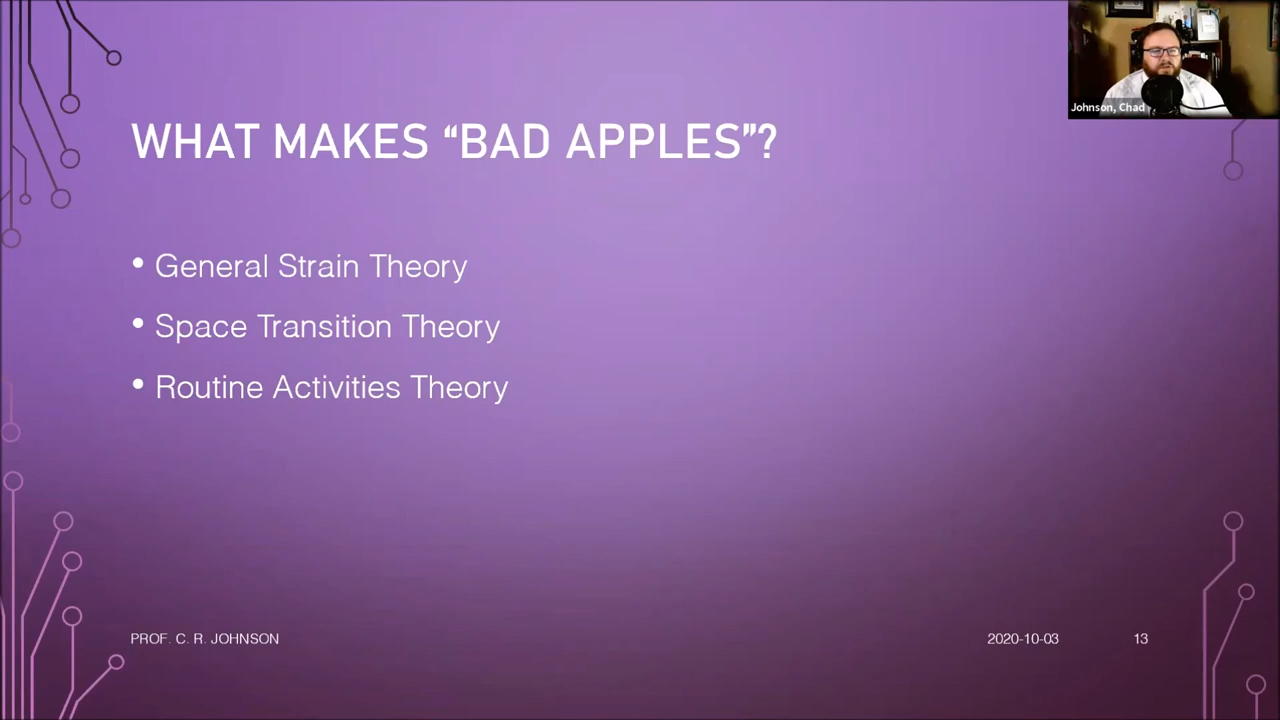 Johnson, Chad
WHAT MAKES “BAD APPLES”?
• General Strain Theory
• Space Transition Theory
• Routine Activities Theory
PROF. C. R. JOHNSON
2020-10-03
13